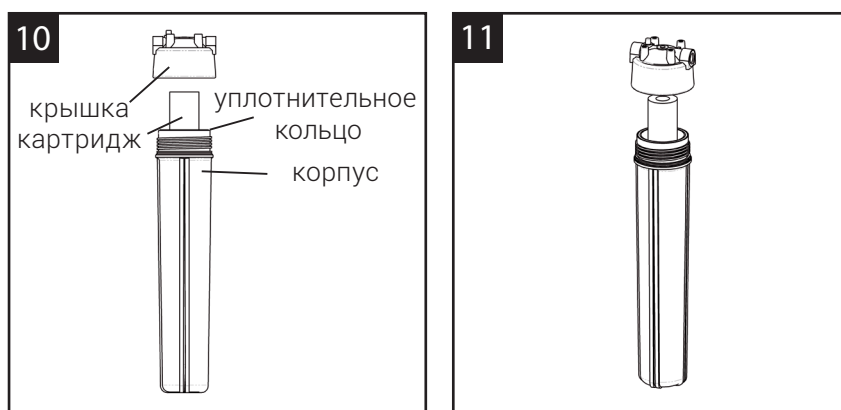 10
11
крышка
уплотнительное
кольцо
картридж
корпус